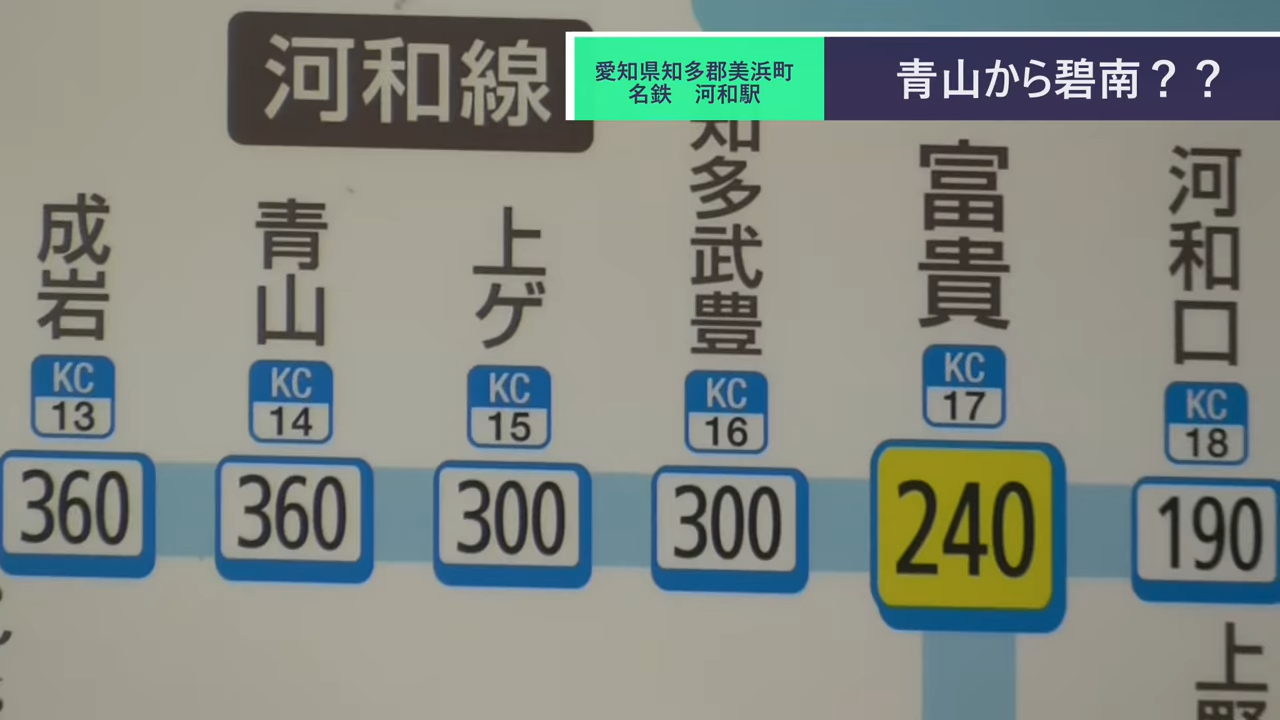 河和線
愛知県知多郡美浜町
名鉄　河和駅
青山から碧南？？
成岩
青山
上ゲ
知多武豊
富貴
河和口
KC
13
KC
14
KC
15
KC
16
KC
17
KC
18
360
360
300
300
240
190
上